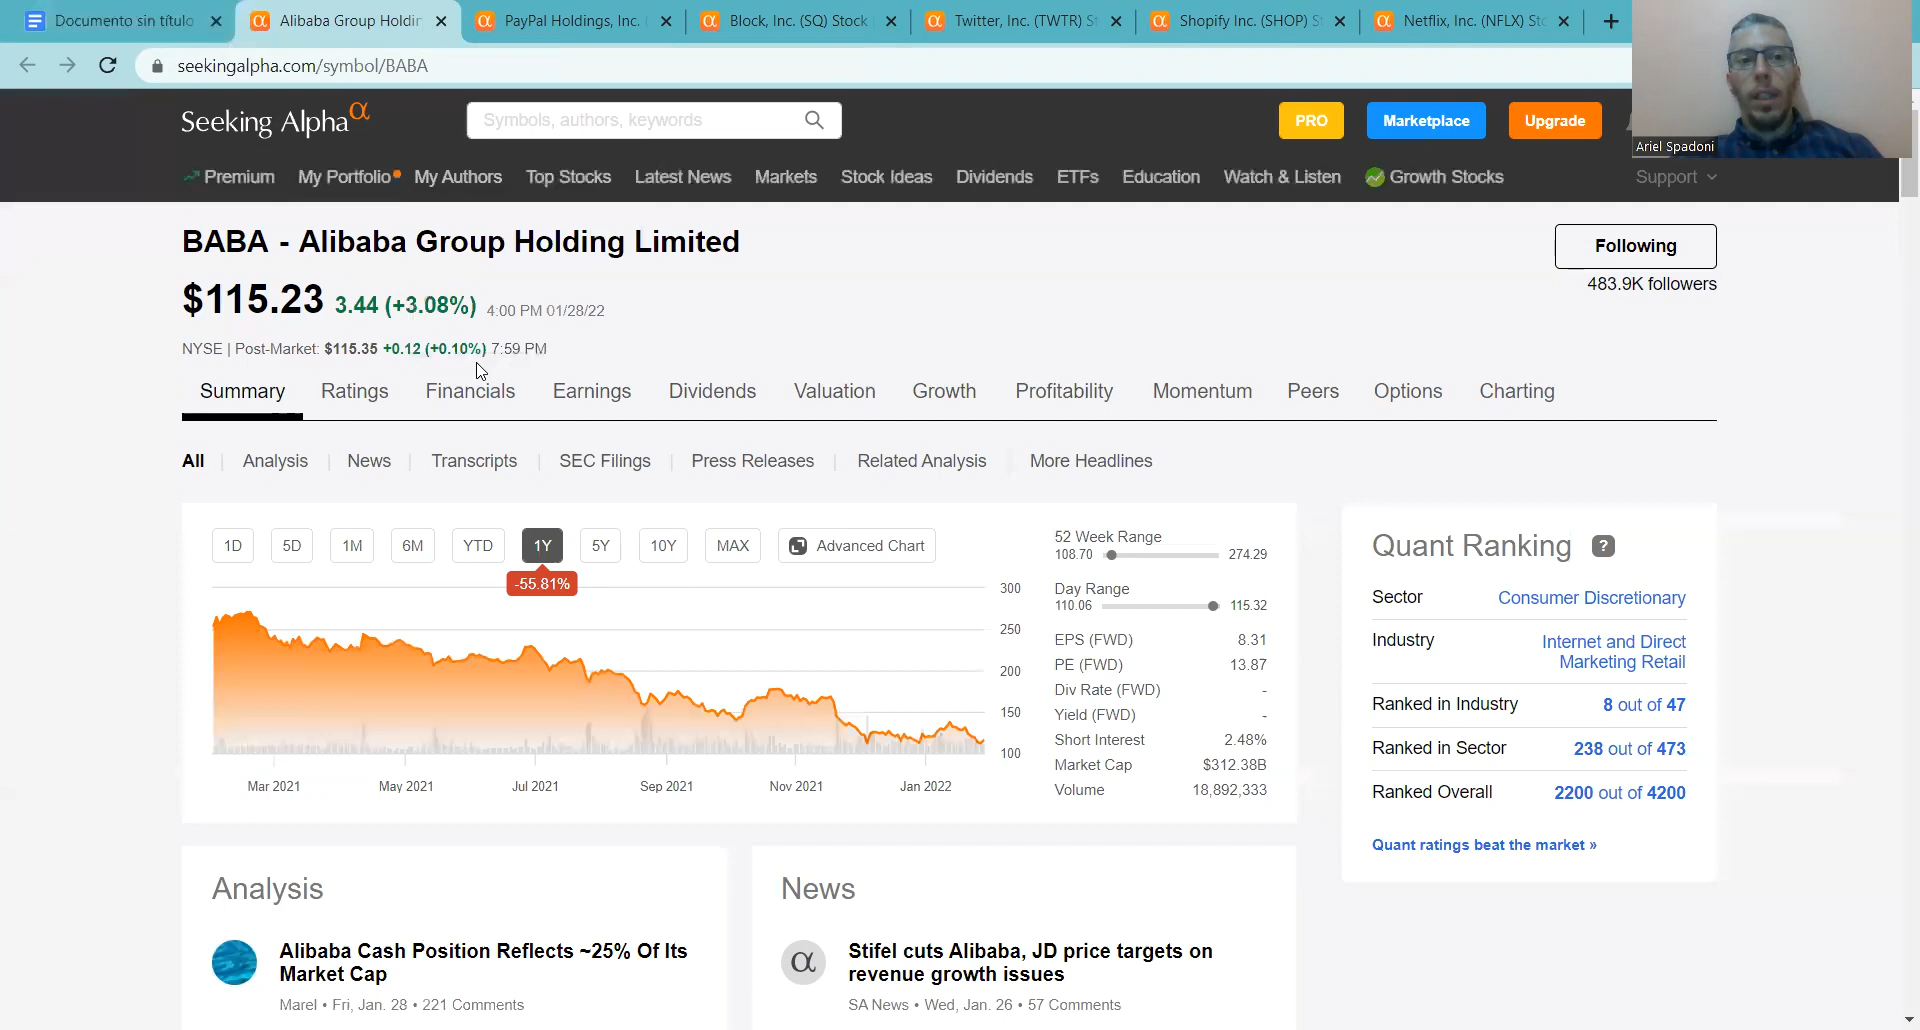 Documento sin título
Alibaba Group Holdin
PayPal Holdings, Inc. (
Block, Inc. (SQ) Stock
Twitter, Inc. (TWTR) S
Shopify Inc. (SHOP) S
Netflix, Inc. (NFLX) Sto
seekingalpha.com/symbol/BABA
Seeking Alpha α
Symbols, authors, keywords
PRO
Marketplace
Upgrade
Ariel Spadoni
Premium
My Portfolio
My Authors
Top Stocks
Latest News
Markets
Stock Ideas
Dividends
ETFs
Education
Watch & Listen
Growth Stocks
Support
BABA - Alibaba Group Holding Limited
Following
483.9K followers
$115.23 3.44 (+3.08%) 4:00 PM 01/28/22
NYSE | Post-Market: $115.35 +0.12 (+0.10%) 7:59 PM
Summary
Ratings
Financials
Earnings
Dividends
Valuation
Growth
Profitability
Momentum
Peers
Options
Charting
All
Analysis
News
Transcripts
SEC Filings
Press Releases
Related Analysis
More Headlines
1D
5D
1M
6M
YTD
1Y
5Y
10Y
MAX
Advanced Chart
-55.81%
300
250
200
150
100
Mar 2021
May 2021
Jul 2021
Sep 2021
Nov 2021
Jan 2022
52 Week Range
108.70 274.29
Day Range
110.06 115.32
EPS (FWD) 8.31
PE (FWD) 13.87
Div Rate (FWD) -
Yield (FWD) -
Short Interest 2.48%
Market Cap $312.38B
Volume 18,892,333
Quant Ranking ?
Sector Consumer Discretionary
Industry Internet and Direct
Marketing Retail
Ranked in Industry 8 out of 47
Ranked in Sector 238 out of 473
Ranked Overall 2200 out of 4200
Quant ratings beat the market »
Analysis
Alibaba Cash Position Reflects ~25% Of Its
Market Cap
Marel • Fri, Jan. 28 • 221 Comments
News
α
Stifel cuts Alibaba, JD price targets on
revenue growth issues
SA News • Wed, Jan. 26 • 57 Comments